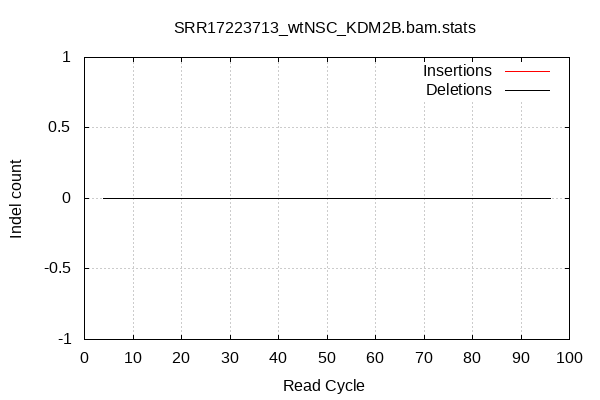 SRR17223713_wtNSC_KDM2B.bam.stats
Insertions
Deletions
1
0.5
0
-0.5
-1
Indel count
0 10 20 30 40 50 60 70 80 90 100
Read Cycle